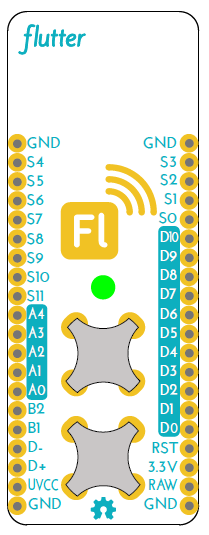 flutter
GND GND
S4 S3
S5 S2
S6 S1
S7 S0
S8 D10
S9 D9
S10 D8
S11 D7
A4 D6
A3 D5
A2 D4
A1 D3
A0 D2
B2 D1
B1 D0
D- RST
D+ 3.3V
UVCC RAW
GND GND
Fl